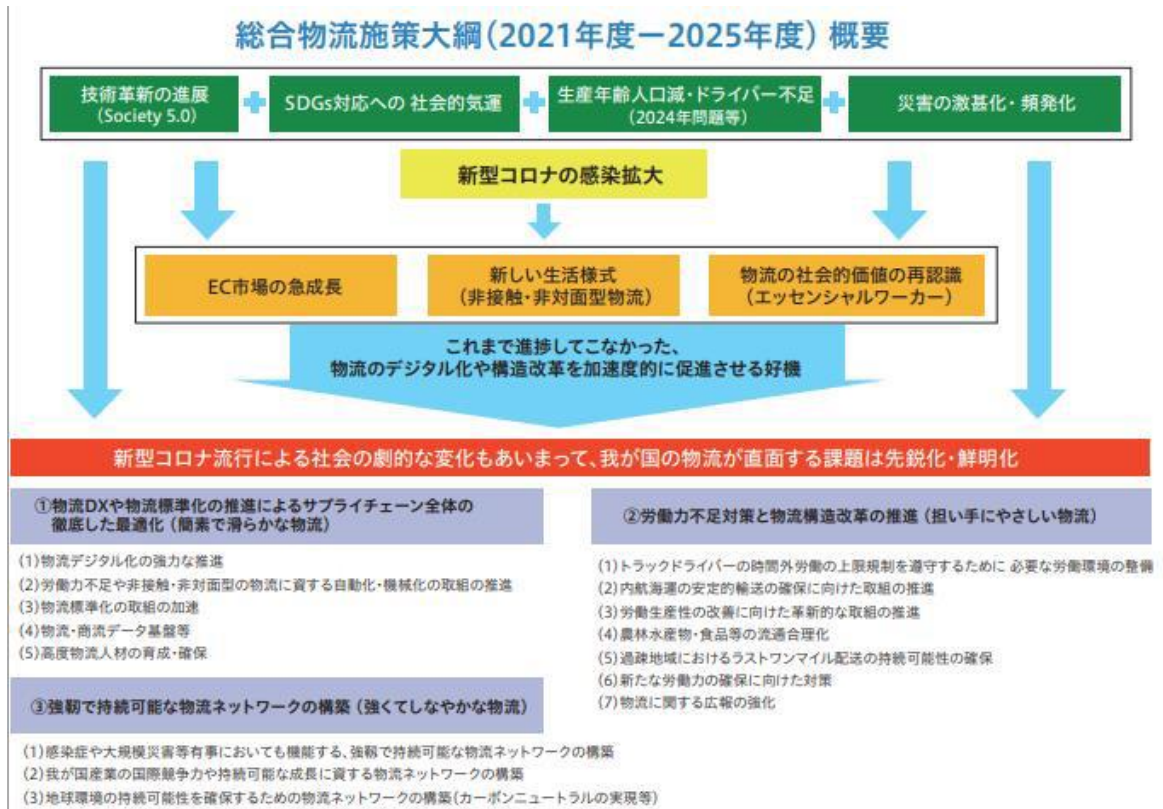 総合物流施策大綱(2021年度ー2025年度) 概要
技術革新の進展
(Society 5.0)
SDGs対応への 社会的気運
生産年齢人口減・ドライバー不足
(2024年問題等)
災害の激甚化・ 頻発化
新型コロナの感染拡大
EC市場の急成長
新しい生活様式
(非接触・非対面型物流)
物流の社会的価値の再認識
(エッセンシャルワーカー)
これまで進捗してこなかった、
物流のデジタル化や構造改革を加速度的に促進させる好機
新型コロナ流行による社会の劇的な変化もあいまって、我が国の物流が直面する課題は先鋭化・鮮明化
①物流DXや物流標準化の推進によるサプライチェーン全体の
徹底した最適化 (簡素で滑らかな物流)
(1)物流デジタル化の強力な推進
(2)労働力不足や非接触・非対面型の物流に資する自動化・機械化の取組の推進
(3)物流標準化の取組の加速
(4)物流・商流データ基盤等
(5)高度物流人材の育成・確保
②労働力不足対策と物流構造改革の推進 (担い手にやさしい物流)
(1)トラックドライバーの時間外労働の上限規制を遵守するために 必要な労働環境の整備
(2)内航海運の安定的輸送の確保に向けた取組の推進
(3)労働生産性の改善に向けた革新的な取組の推進
(4)農林水産物・食品等の流通合理化
(5)過疎地域におけるラストワンマイル配送の持続可能性の確保
(6)新たな労働力の確保に向けた対策
(7)物流に関する広報の強化
③強靭で持続可能な物流ネットワークの構築 (強くてしなやかな物流)
(1)感染症や大規模災害等有事においても機能する、強靭で持続可能な物流ネットワークの構築
(2)我が国産業の国際競争力や持続可能な成長に資する物流ネットワークの構築
(3)地球環境の持続可能性を確保するための物流ネットワークの構築(カーボンニュートラルの実現等)